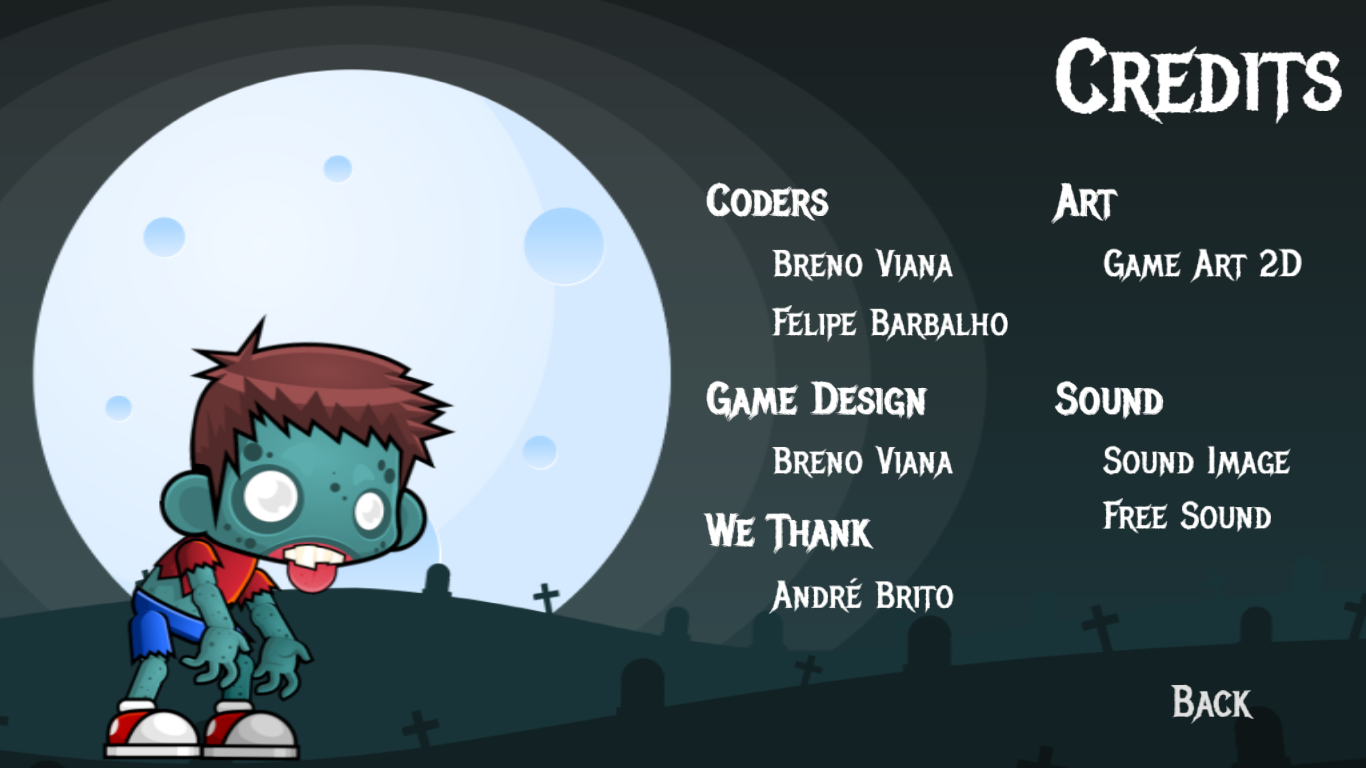 Credits
Coders
Breno Viana
Felipe Barbalho
Game Design
Breno Viana
We Thank
André Brito
Art
Game Art 2D
Sound
Sound Image
Free Sound
Back